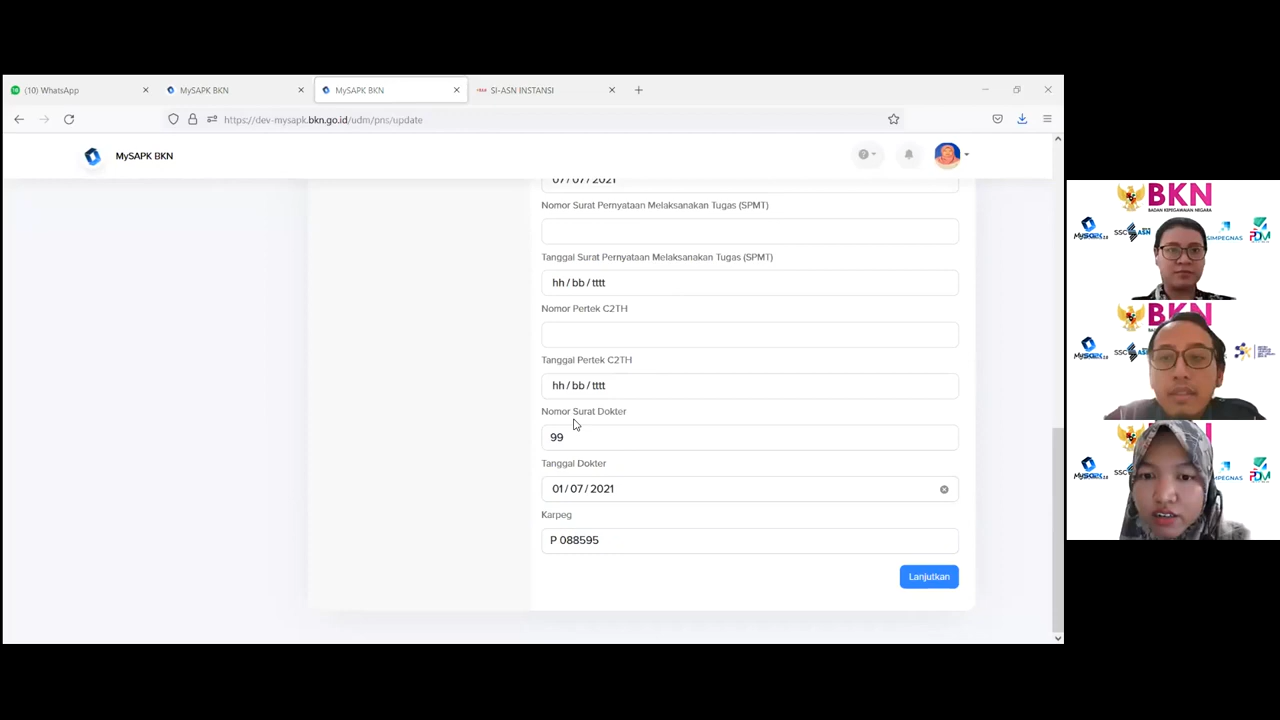 (10) WhatsApp
MySAPK BKN
MySAPK BKN
SI-ASN INSTANSI
https://dev-mysapk.bkn.go.id/udm/pns/update
MySAPK BKN
07/07/2021
Nomor Surat Pernyataan Melaksanakan Tugas (SPMT)
Tanggal Surat Pernyataan Melaksanakan Tugas (SPMT)
hh/bb/tttt
Nomor Pertek C2TH
Tanggal Pertek C2TH
hh/bb/tttt
Nomor Surat Dokter
99
Tanggal Dokter
01/07/2021
Karpeg
P 088595
Lanjutkan
BKN
BADAN KEPEGAWAIAN NEGARA
SIMPEGNAS
BKN
SIMPEGNAS